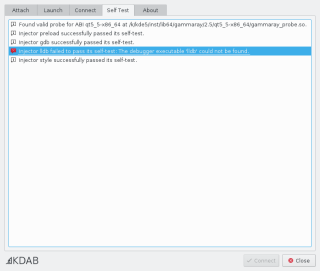 Attach Launch Connect Self Test About
Found valid probe for ABI qt5_5-x86_64 at /k/kde5/inst/lib64/gammaray/2.5/qt5_5-x86_64/gammaray_probe.so.
Injector preload successfully passed its self-test.
Injector gdb successfully passed its self-test.
Injector lldb failed to pass its self-test: The debugger executable 'lldb' could not be found.
Injector style successfully passed its self-test.
KDAB
Connect Close